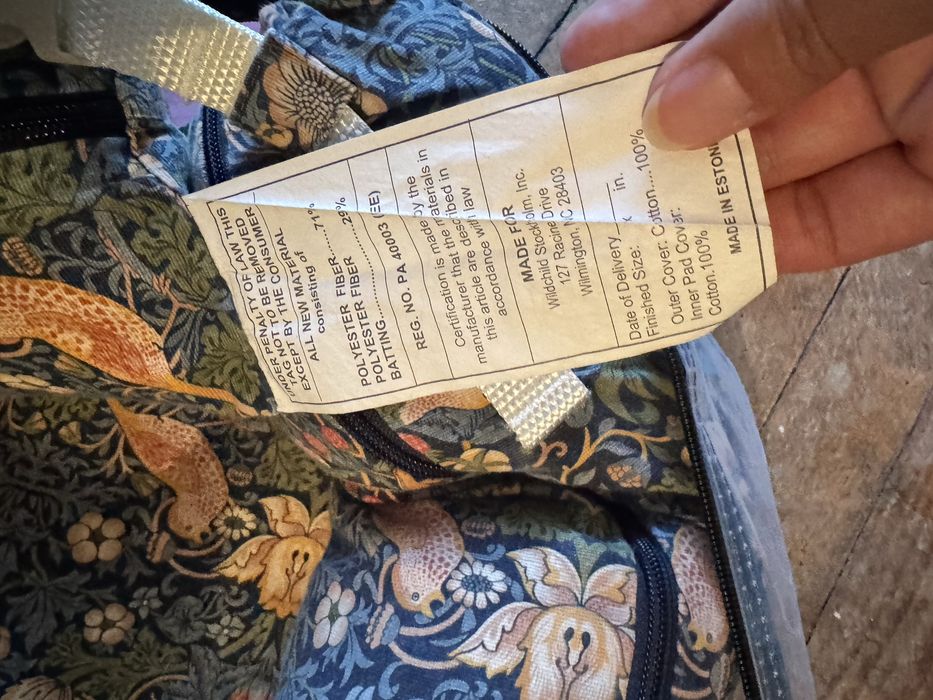 UNDER PENALTY OF LAW THIS
TAG NOT TO BE REMOVED
EXCEPT BY THE CONSUMER
ALL NEW MATERIAL
consisting of
POLYESTER FIBER......71%
POLYESTER FIBER
BATTING..................29%
REG. NO. PA 40003 (EE)
Certification is made by the
manufacturer that the materials in
this article are described in
accordance with law
MADE FOR
Wildchild Stockholm, Inc.
127 Racine Drive
Wilmington, NC 28403
Date of Delivery
Finished Size: x in.
Outer Cover: Cotton....100%
Inner Pad Cover:
Cotton.100%
MADE IN